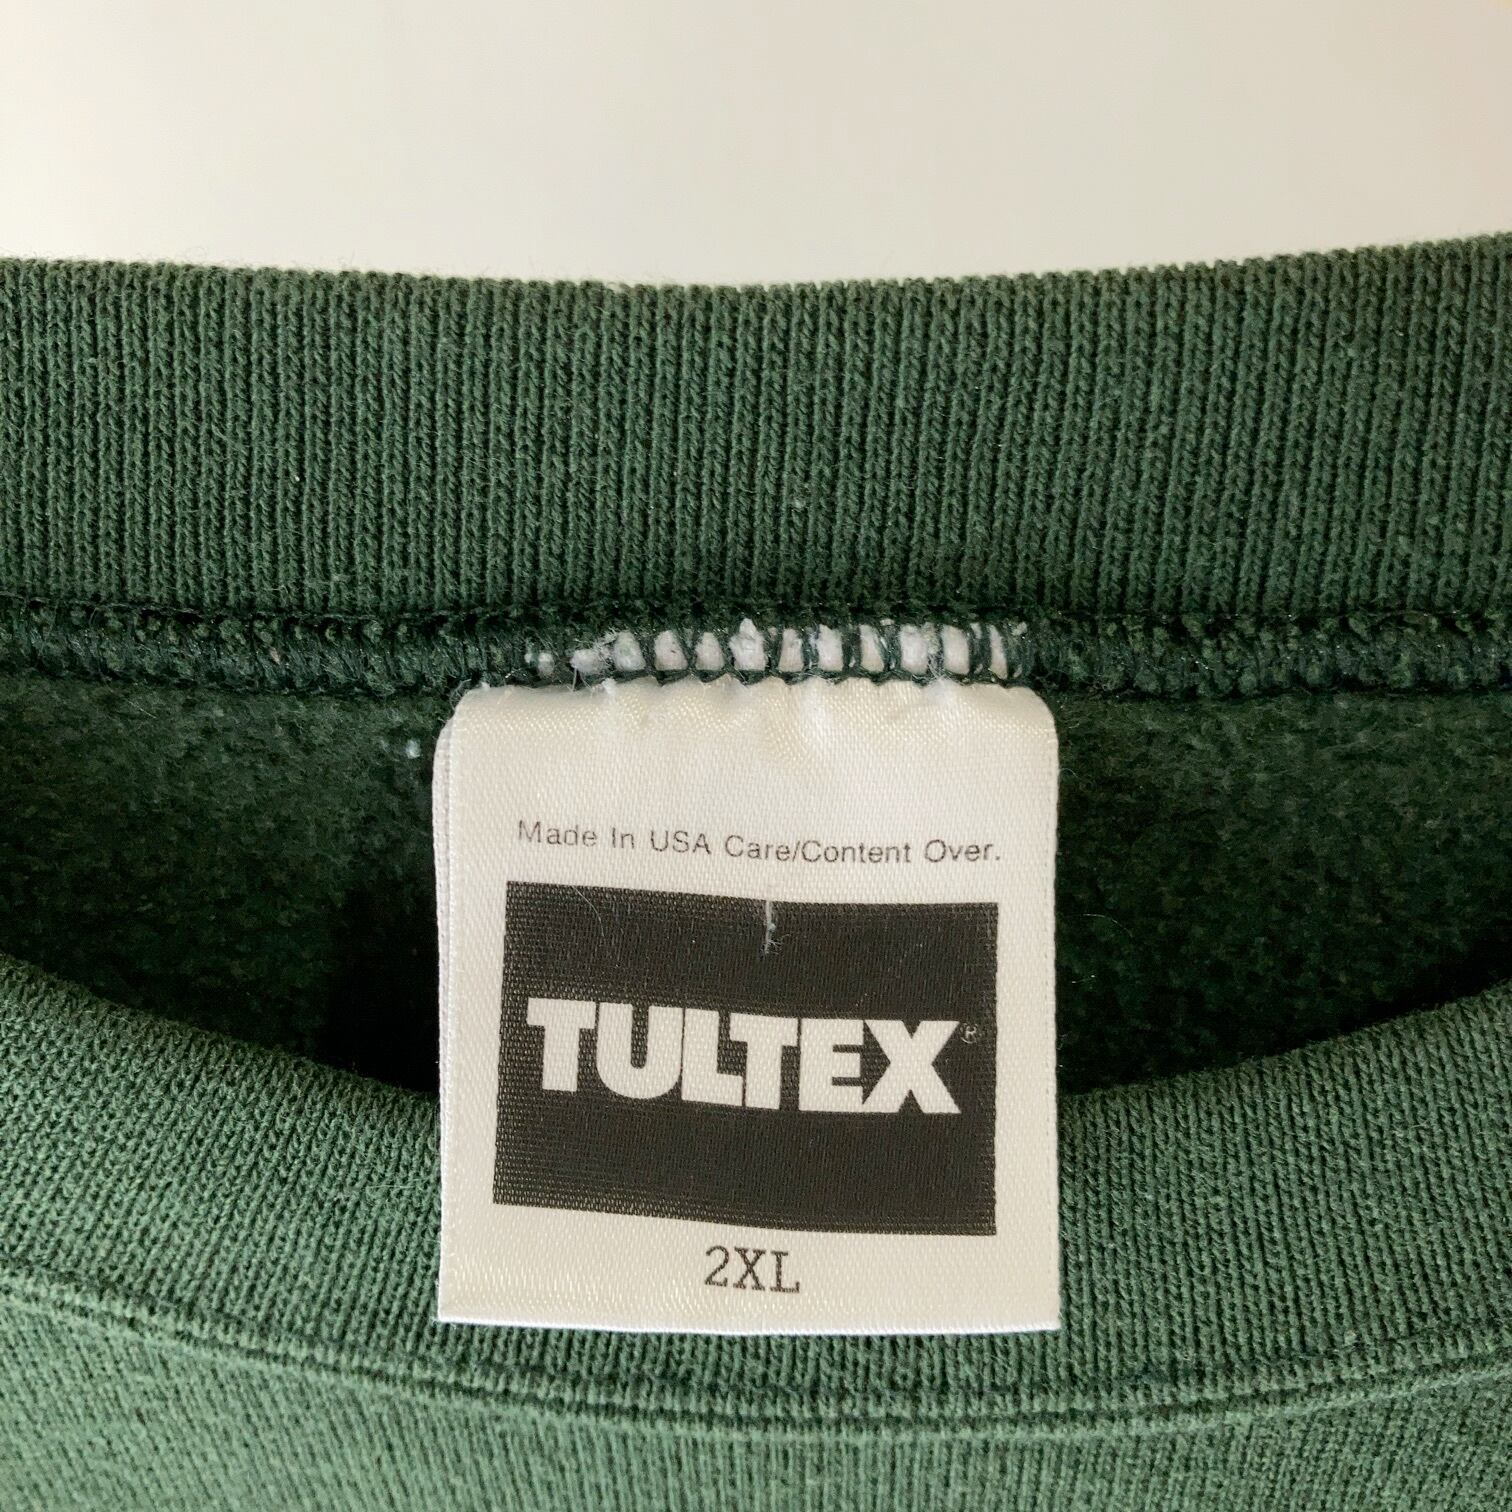 Made In USA Care/Content Over.
TULTEX®
2XL